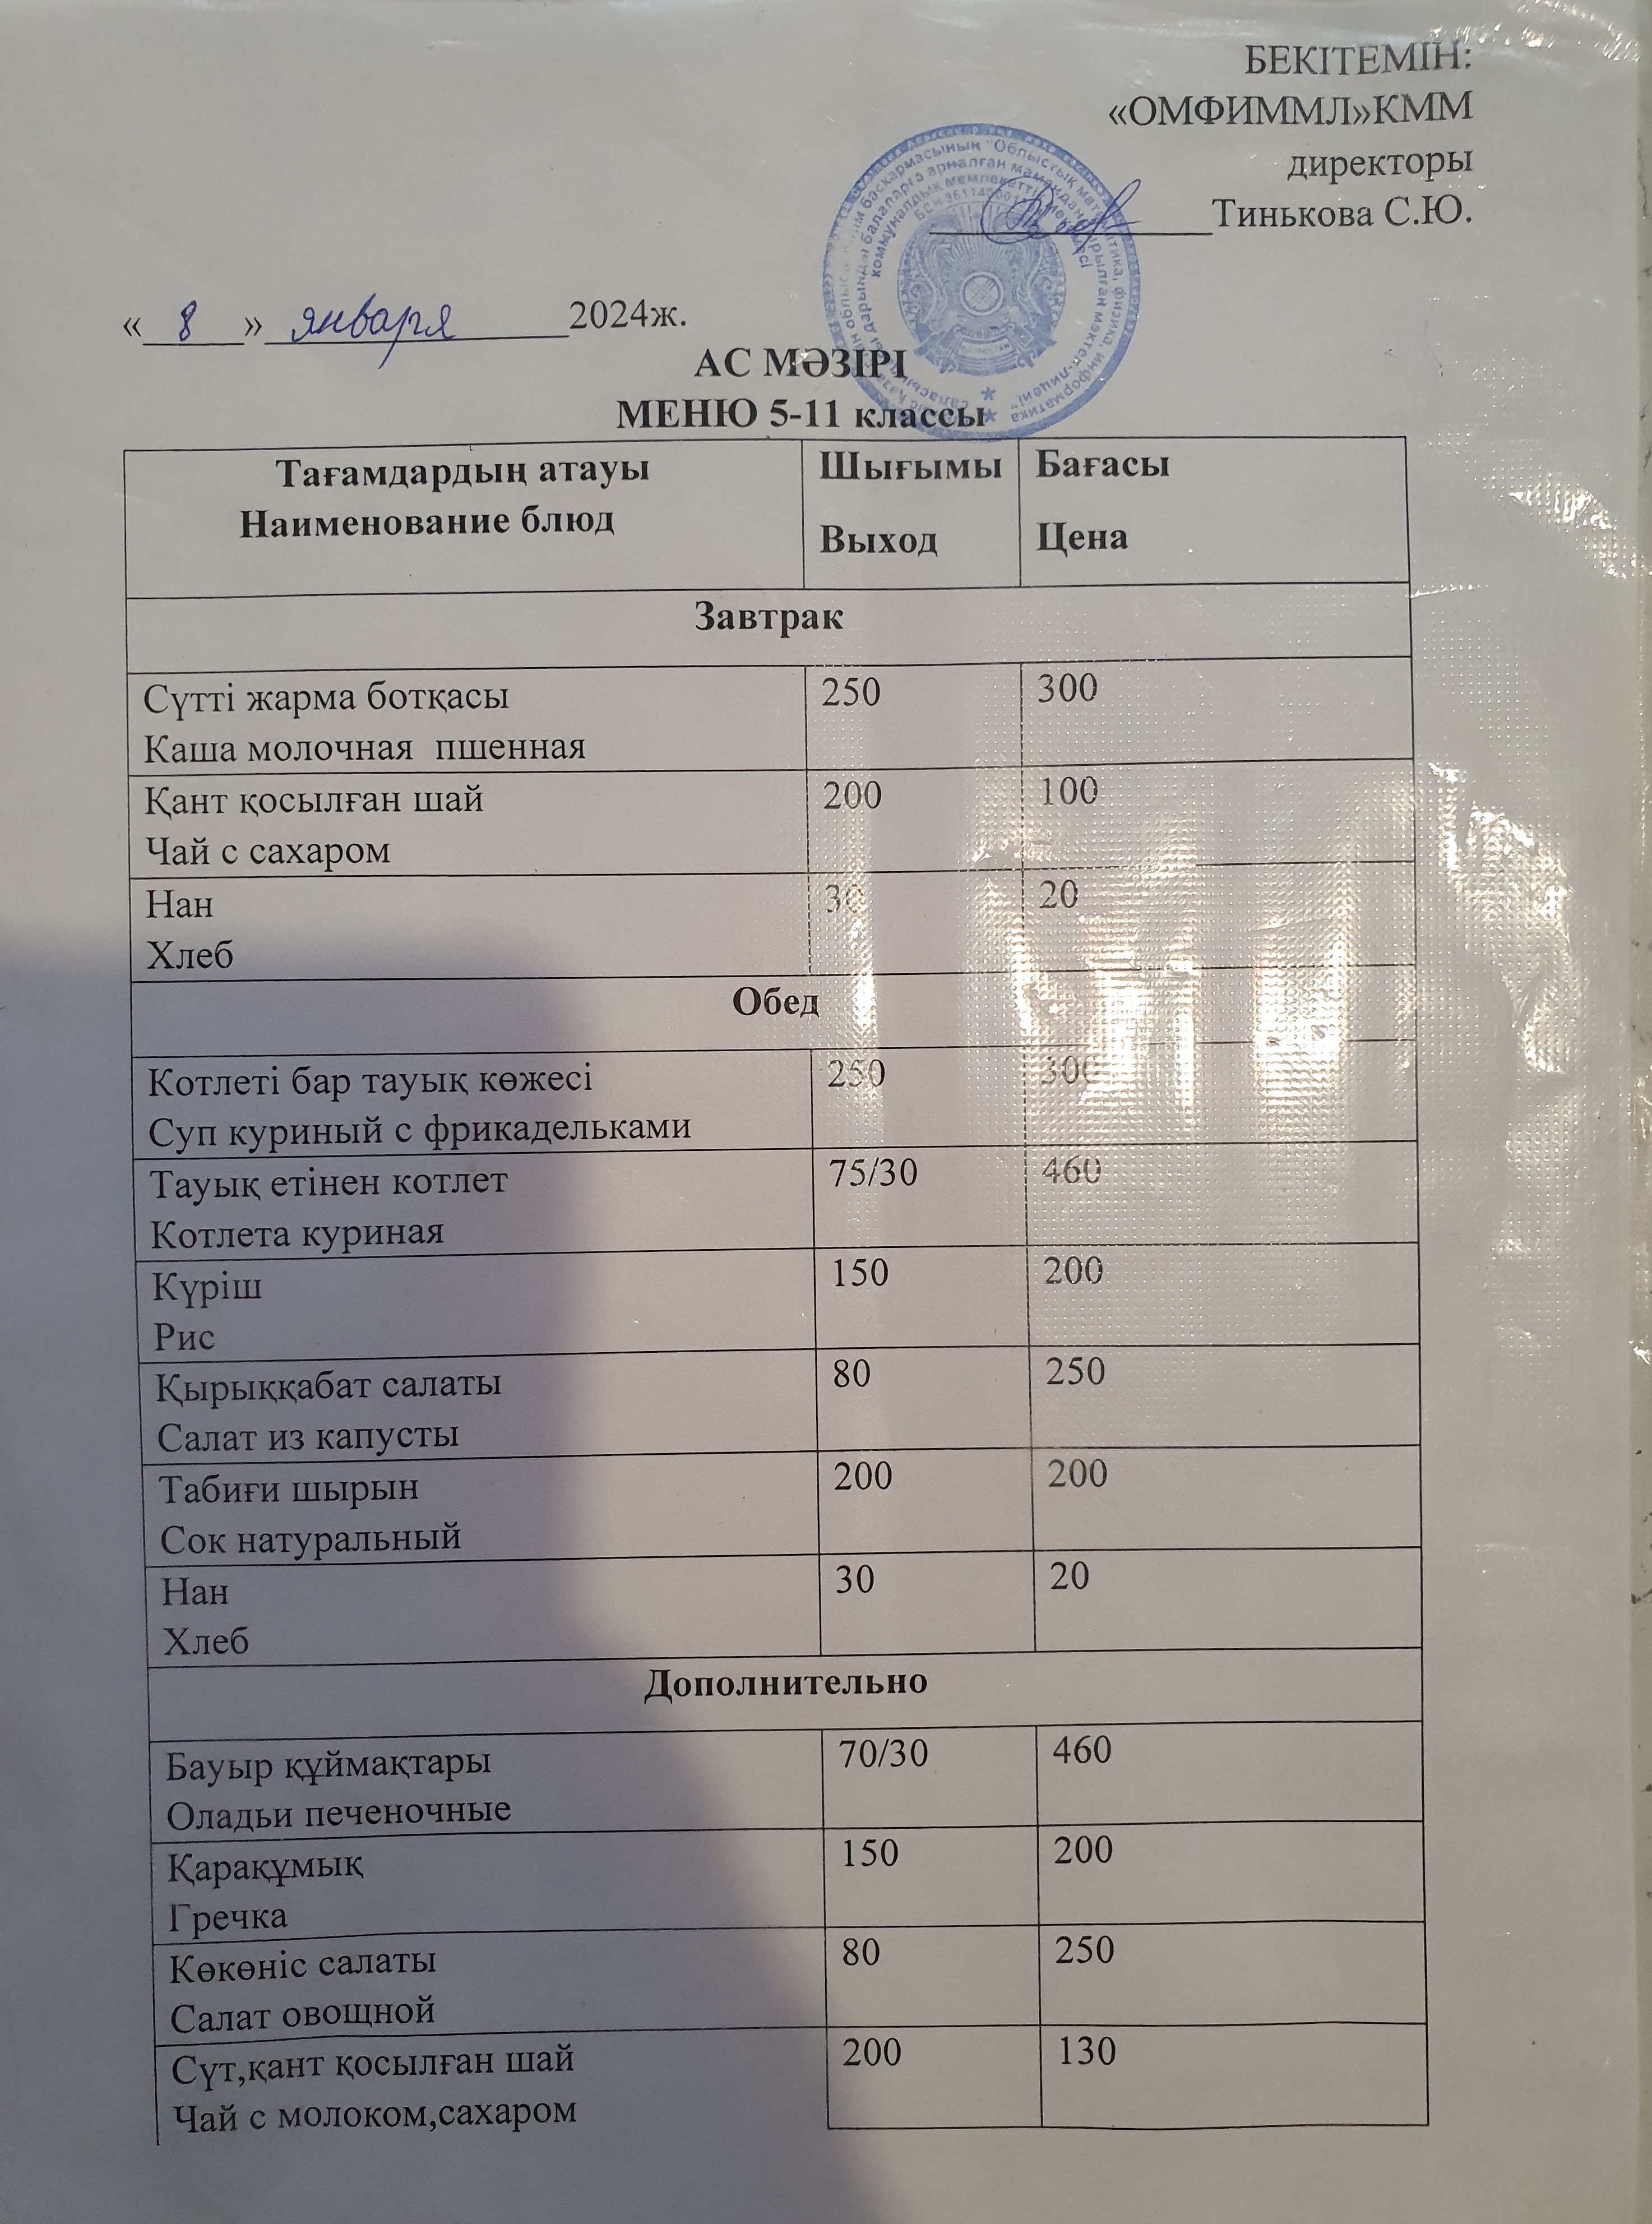 БЕКІТЕМІН:
«ОМФИММЛ»КММ
директоры
Тинькова С.Ю.
« 8 » января 2024ж.
АС МӘЗІРІ
МЕНЮ 5-11 классы
Тағамдардың атауы
Наименование блюд
Шығымы
Выход
Бағасы
Цена
Завтрак
Сүтті жарма ботқасы
Каша молочная пшенная
250
300
Қант қосылған шай
Чай с сахаром
200
100
Нан
Хлеб
30
20
Обед
Котлеті бар тауық көжесі
Суп куриный с фрикадельками
250
300
Тауық етінен котлет
Котлета куриная
75/30
460
Күріш
Рис
150
200
Қырыққабат салаты
Салат из капусты
80
250
Табиғи шырын
Сок натуральный
200
200
Нан
Хлеб
30
20
Дополнительно
Бауыр құймақтары
Оладьи печеночные
70/30
460
Қарақұмық
Гречка
150
200
Көкөніс салаты
Салат овощной
80
250
Сүт,қант қосылған шай
Чай с молоком,сахаром
200
130